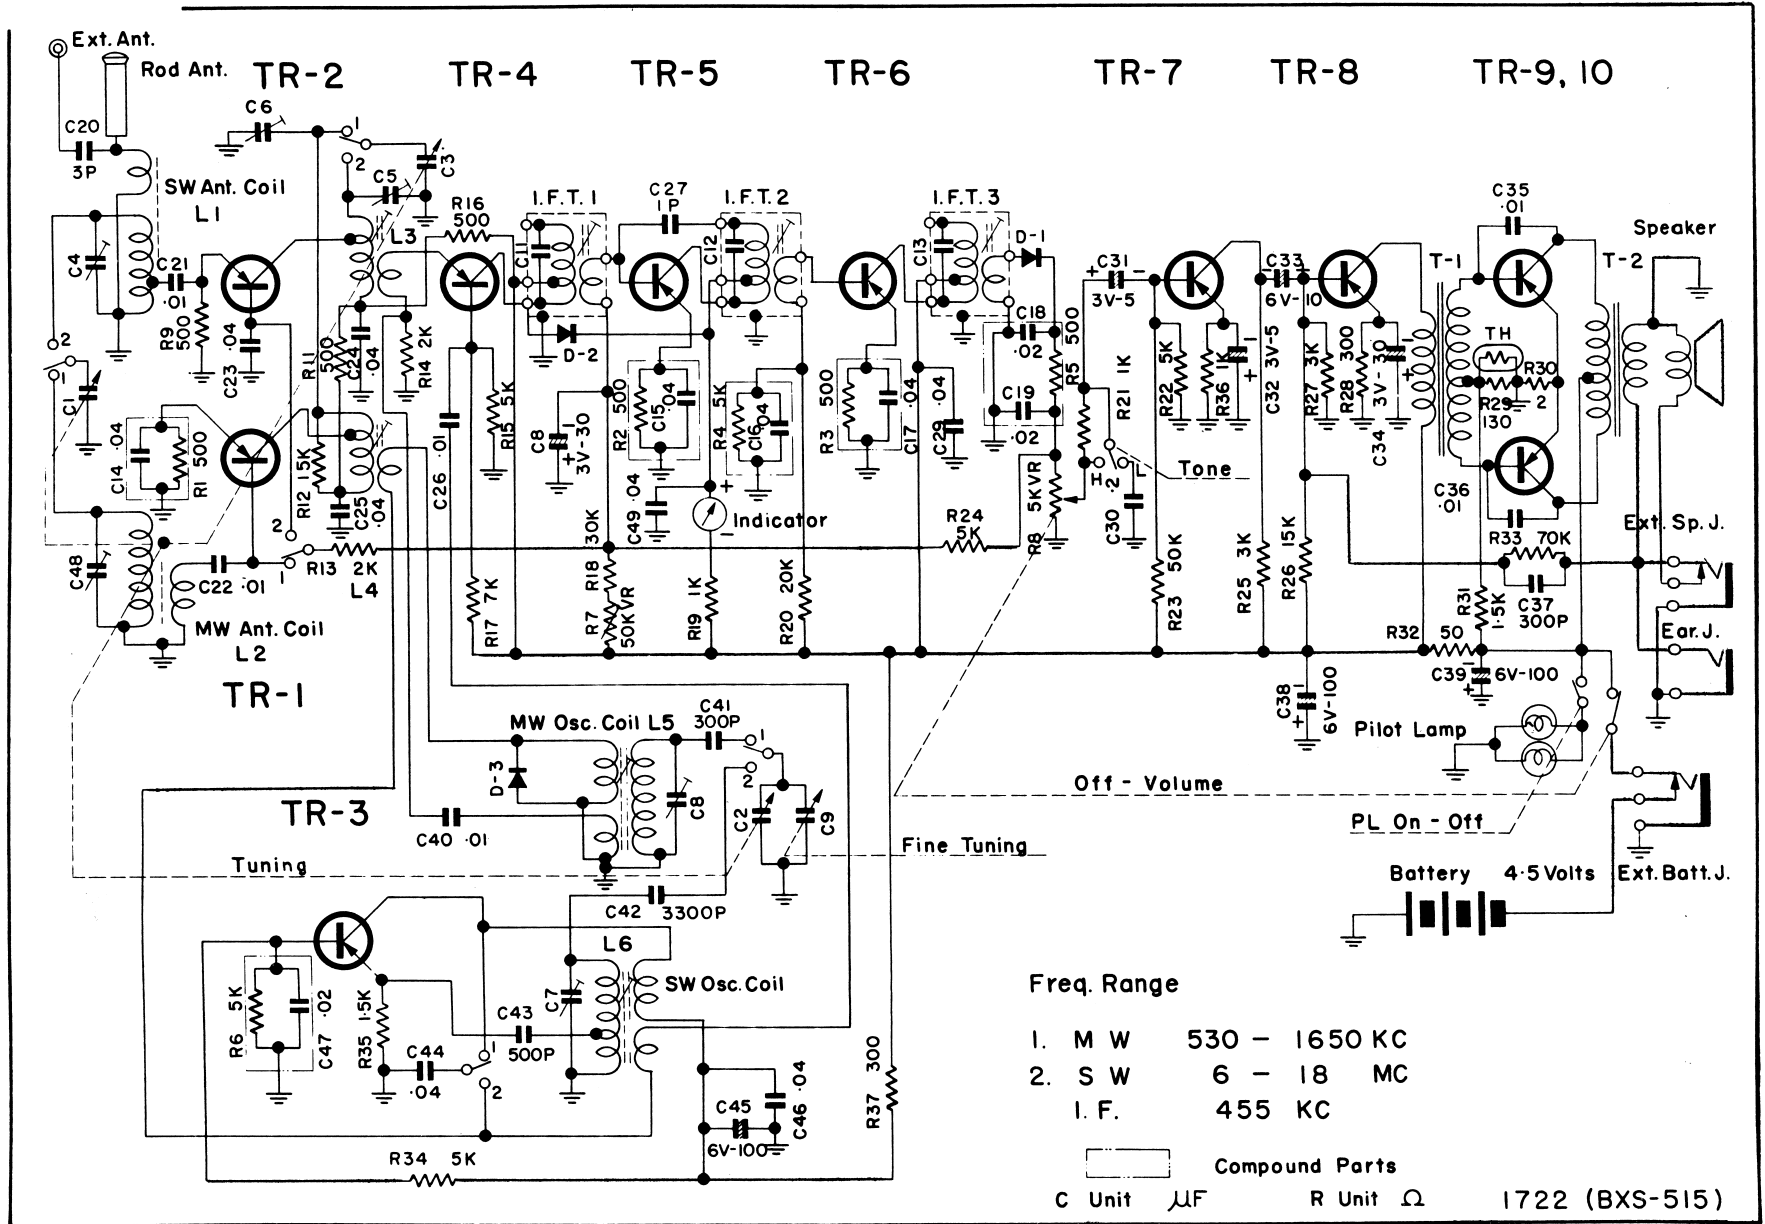 Ext. Ant.
Rod Ant.
TR-2
TR-4
TR-5
TR-6
TR-7
TR-8
TR-9, 10
C20
3P
C6
1
2
C3
C5
SW Ant. Coil
L1
L3
R16
500
I.F.T. 1
C27
1P
I.F.T. 2
I.F.T. 3
C35
.01
Speaker
C4
C21
.01
R9
500
C23 .04
R11
500
C24
.04
R14 2K
C11
C12
C13
D-1
D-2
C31
+ -
3V-5
C33
6V-10
T-1
T-2
TH
R30
2
R29
130
C18
.02
C19
.02
R5 500
R21 1K
R22 5K
R36 1K
C32 3V-5
R27 3K
R28 300
3V-30
C34
2
1
C1
C14 .04
R1 500
R12 15K
C25
.04
C26 .01
R15 5K
C8
3V-30
R2 500
C15 .04
R4 5K
C16 .04
R3 500
C17 .04
C29 .04
C49 .04
+
-
Indicator
R24
5K
R8 5KVR
H 2 L
Tone
C30
C36
.01
R33 70K
C37
300P
Ext. Sp. J.
Ear. J.
C48
C22 .01
2
1
R13 2K
L4
MW Ant. Coil
L2
TR-1
R17 7K
R18 30K
R7 50KVR
R19 1K
R20 20K
R23 50K
R25 3K
R26 15K
R31
1.5K
R32 50
C39 6V-100
C38
6V-100
Pilot Lamp
MW Osc. Coil L5
C41
300P
1
2
D-3
C8
C2
C9
TR-3
C40 .01
Tuning
Fine Tuning
Off - Volume
PL On - Off
Battery 4.5 Volts Ext. Batt. J.
C42 3300P
L6
SW Osc. Coil
C7
R6 5K
C47 .02
R35 1.5K
C43
500P
C44
.04
1
2
C45
6V-100
C46 .04
R37 300
R34 5K
Freq. Range
1. MW 530 - 1650 KC
2. SW 6 - 18 MC
I.F. 455 KC
Compound Parts
C Unit μF R Unit Ω 1722 (BXS-515)